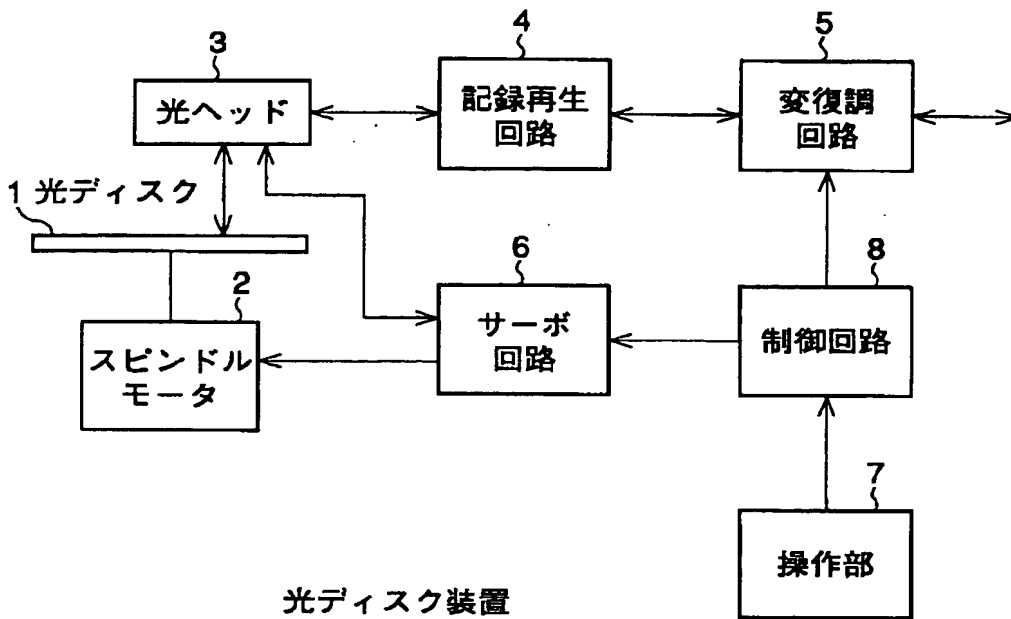 3
光ヘッド
4
記録再生
回路
5
変復調
回路
1 光ディスク
2
スピンドル
モータ
6
サーボ
回路
8
制御回路
7
操作部
光ディスク装置